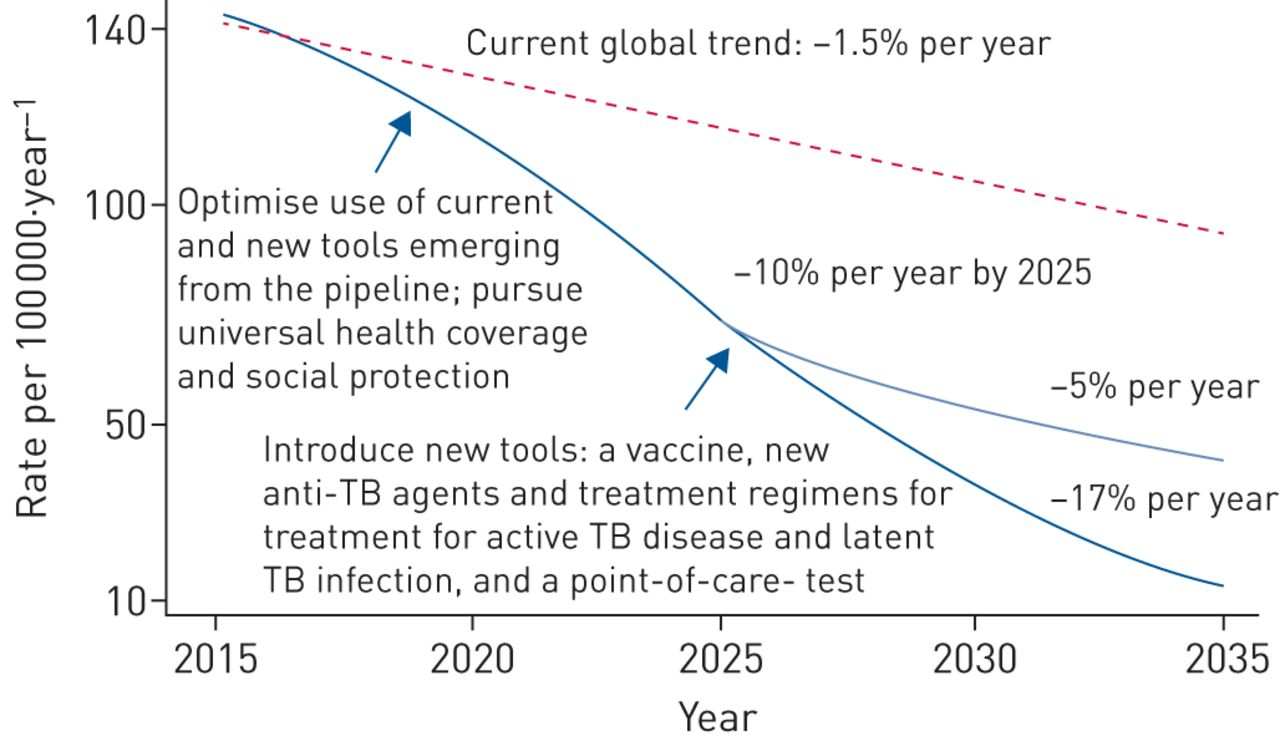 140
100
50
10
Rate per 100 000·year⁻¹
Current global trend: –1.5% per year
Optimise use of current
and new tools emerging
from the pipeline; pursue
universal health coverage
and social protection
–10% per year by 2025
–5% per year
Introduce new tools: a vaccine, new
anti-TB agents and treatment regimens for
treatment for active TB disease and latent
TB infection, and a point-of-care- test
–17% per year
2015 2020 2025 2030 2035
Year